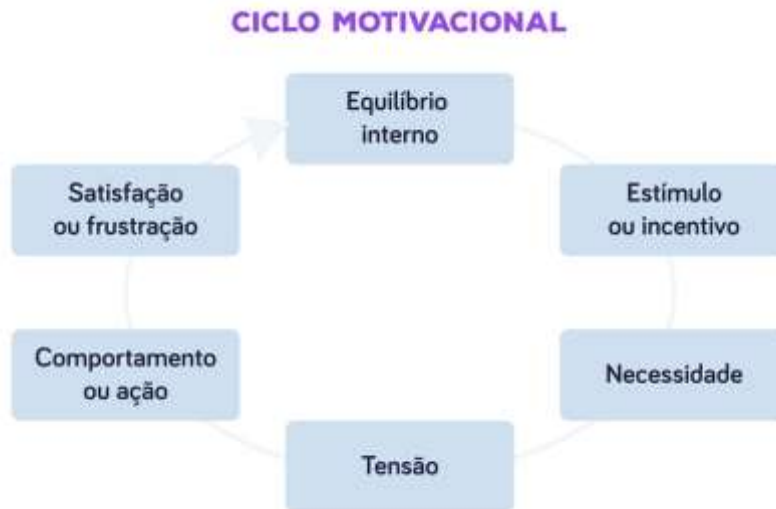 CICLO MOTIVACIONAL
Equilíbrio
interno
Estímulo
ou incentivo
Necessidade
Tensão
Comportamento
ou ação
Satisfação
ou frustração